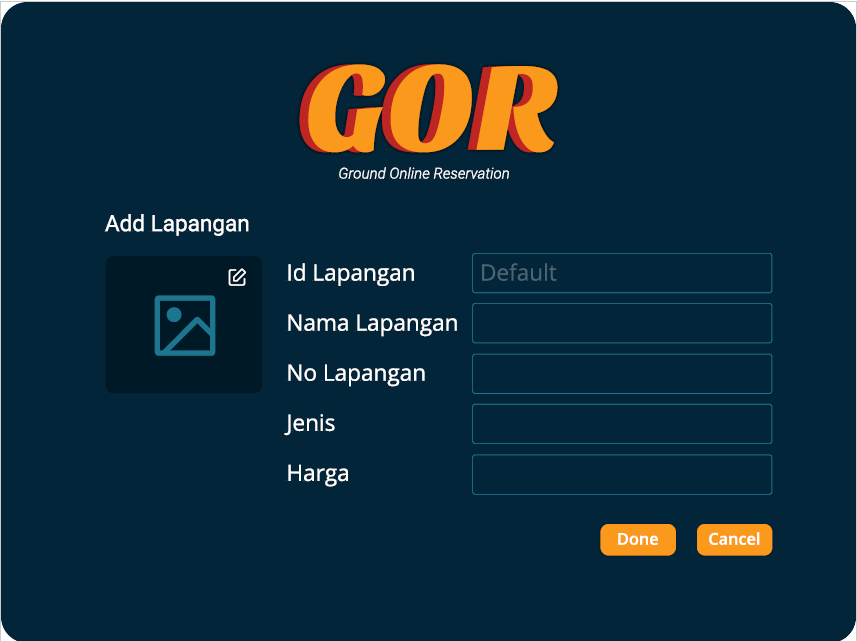 GOR
Ground Online Reservation
Add Lapangan
Id Lapangan
Default
Nama Lapangan
No Lapangan
Jenis
Harga
Done
Cancel